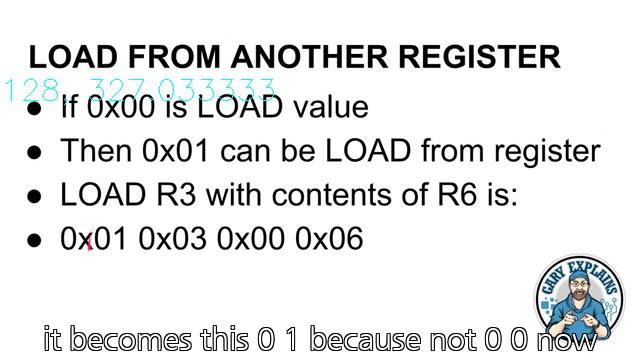 LOAD FROM ANOTHER REGISTER
128, 327.033333
● If 0x00 is LOAD value
● Then 0x01 can be LOAD from register
● LOAD R3 with contents of R6 is:
● 0x01 0x03 0x00 0x06
GARY EXPLAINS
it becomes this 0 1 because not 0 0 now